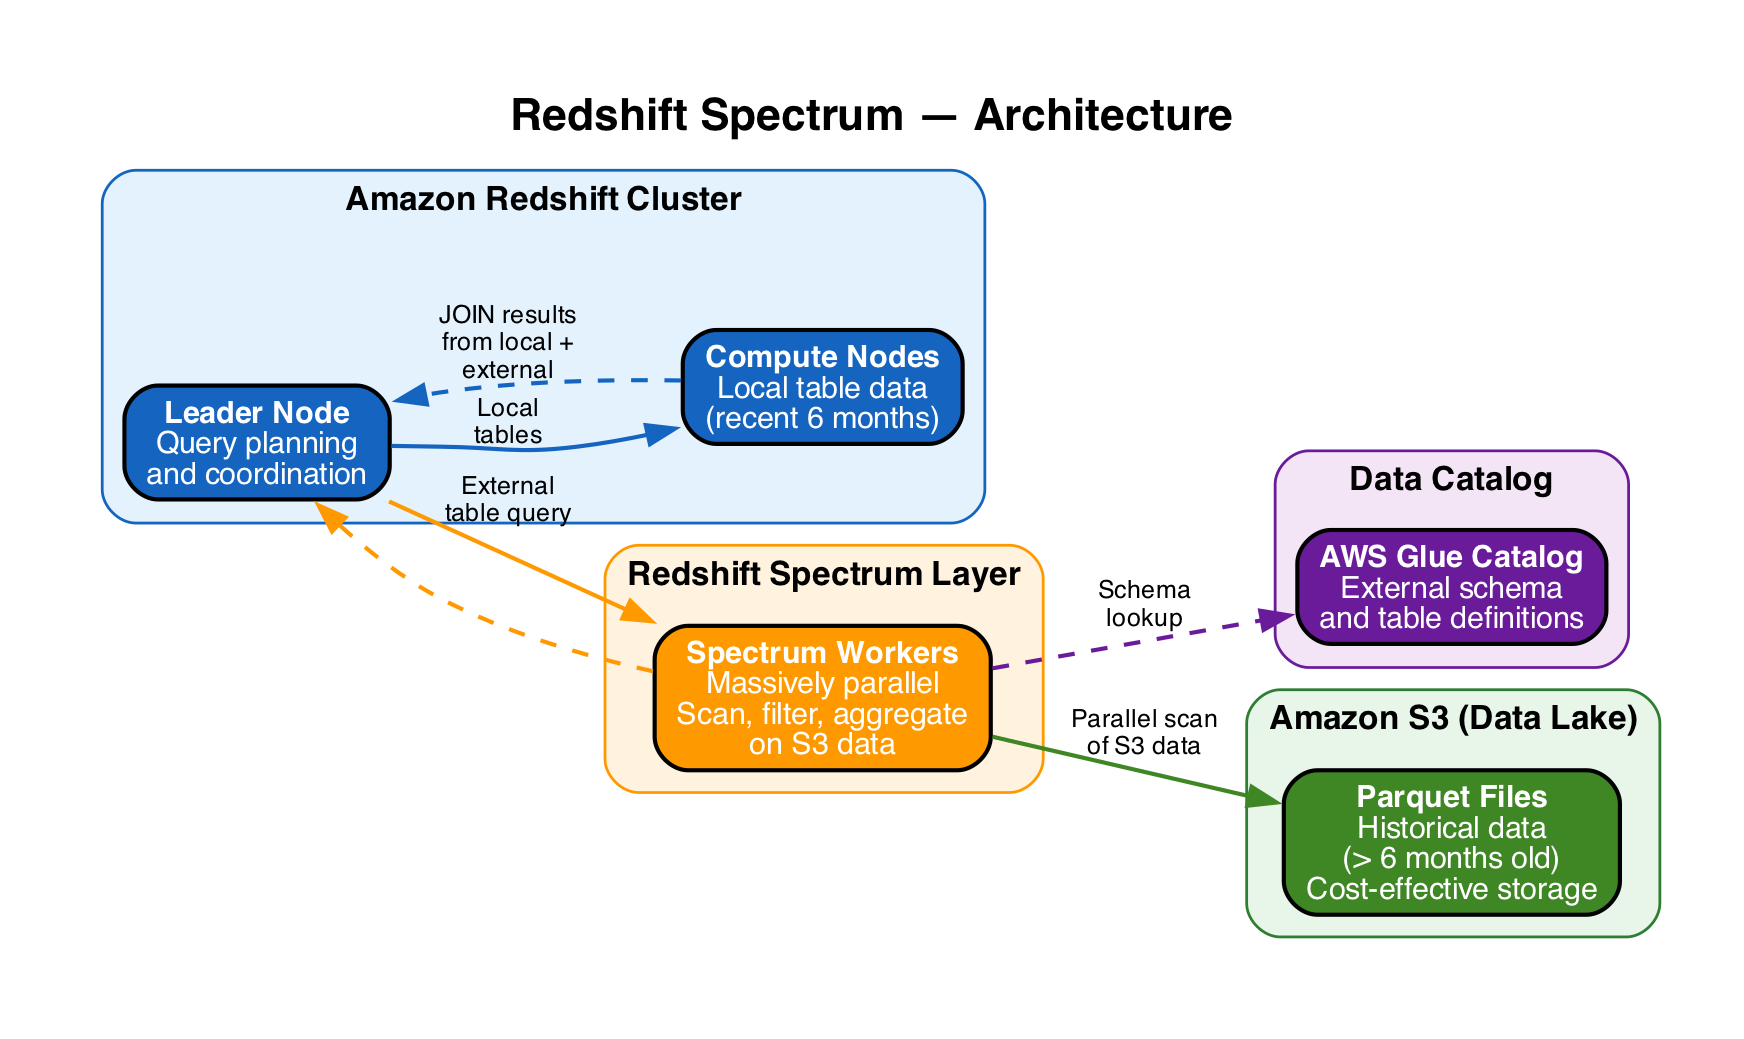 Redshift Spectrum — Architecture
Amazon Redshift Cluster
JOIN results
from local +
external
Compute Nodes
Local table data
(recent 6 months)
Leader Node
Query planning
and coordination
Local
tables
External
table query
Data Catalog
AWS Glue Catalog
External schema
and table definitions
Redshift Spectrum Layer
Schema
lookup
Spectrum Workers
Massively parallel
Scan, filter, aggregate
on S3 data
Parallel scan
of S3 data
Amazon S3 (Data Lake)
Parquet Files
Historical data
(> 6 months old)
Cost-effective storage